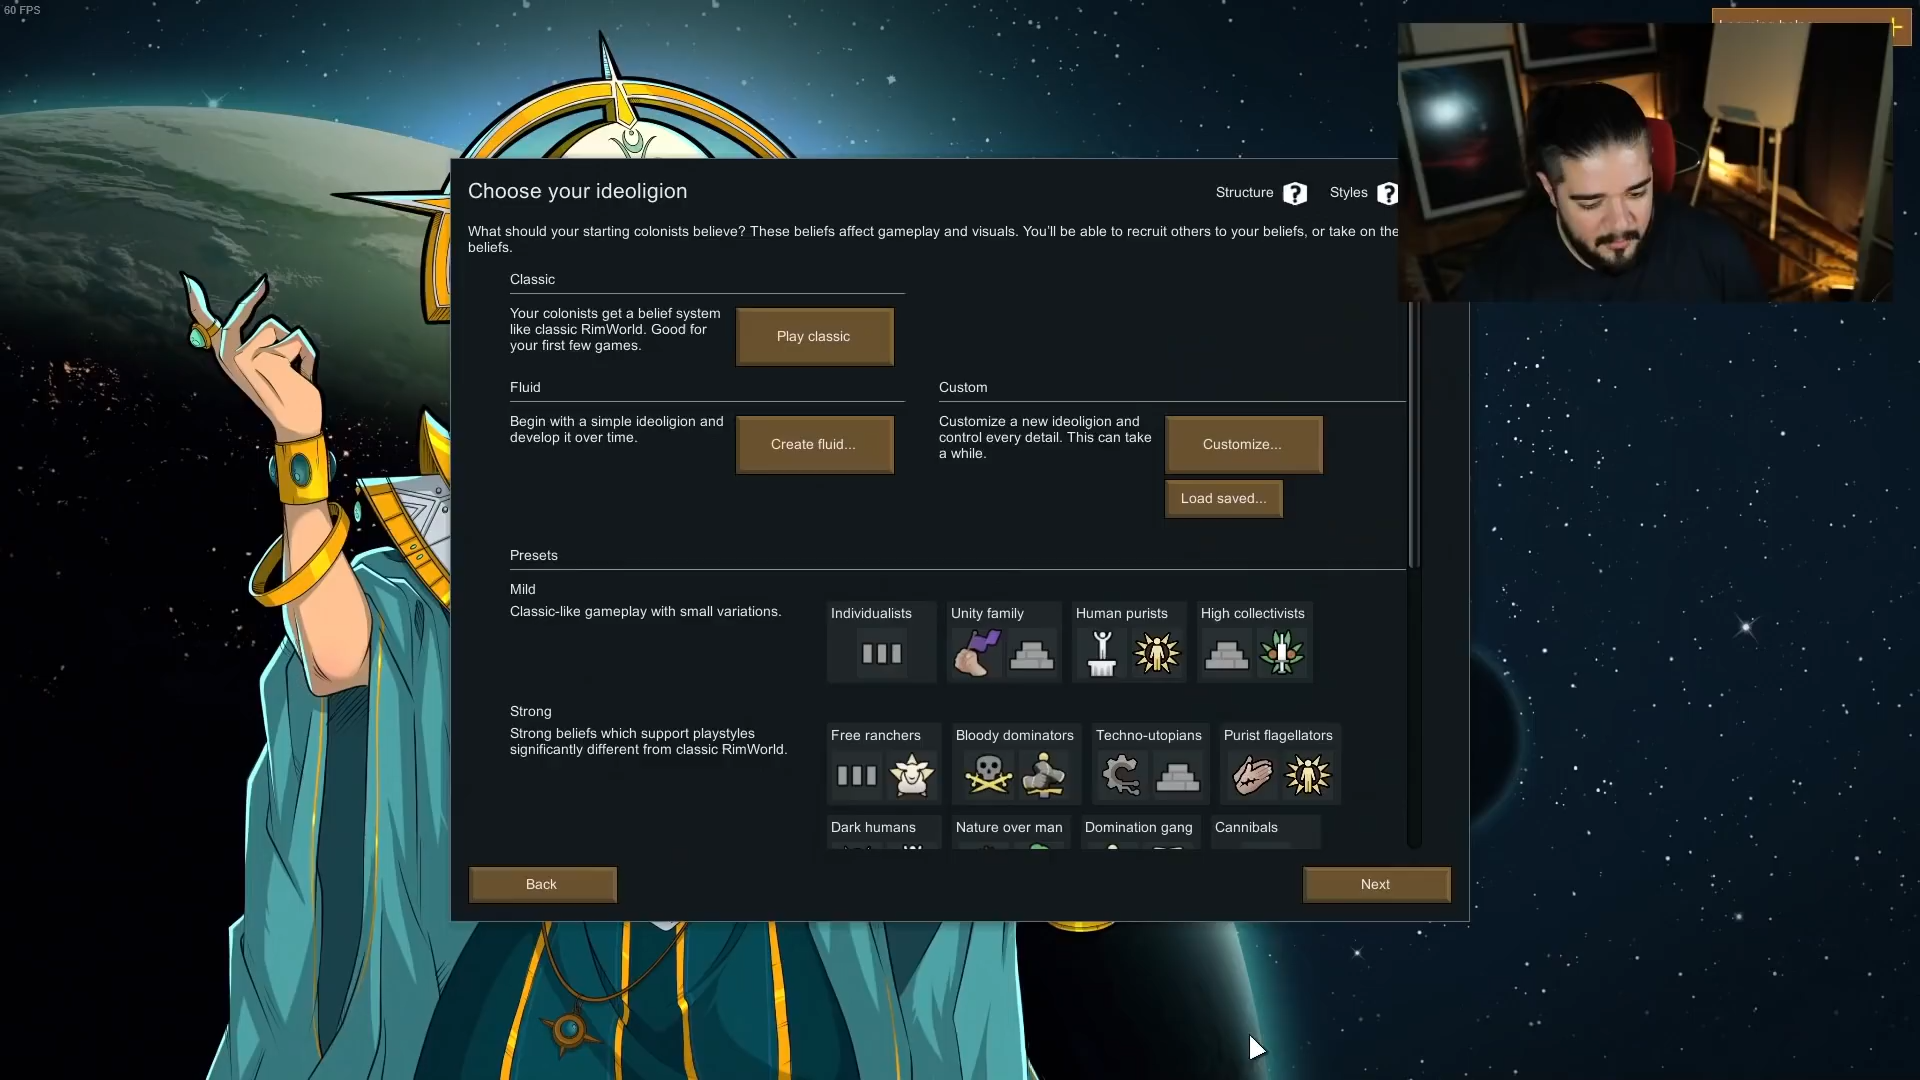 60 FPS
Choose your ideoligion
Structure
Styles
What should your starting colonists believe? These beliefs affect gameplay and visuals. You'll be able to recruit others to your beliefs, or take on the
beliefs.
Classic
Your colonists get a belief system
like classic RimWorld. Good for
your first few games.
Play classic
Fluid
Begin with a simple ideoligion and
develop it over time.
Create fluid...
Custom
Customize a new ideoligion and
control every detail. This can take
a while.
Customize...
Load saved...
Presets
Mild
Classic-like gameplay with small variations.
Individualists
Unity family
Human purists
High collectivists
Strong
Strong beliefs which support playstyles
significantly different from classic RimWorld.
Free ranchers
Bloody dominators
Techno-utopians
Purist flagellators
Dark humans
Nature over man
Domination gang
Cannibals
Back
Next